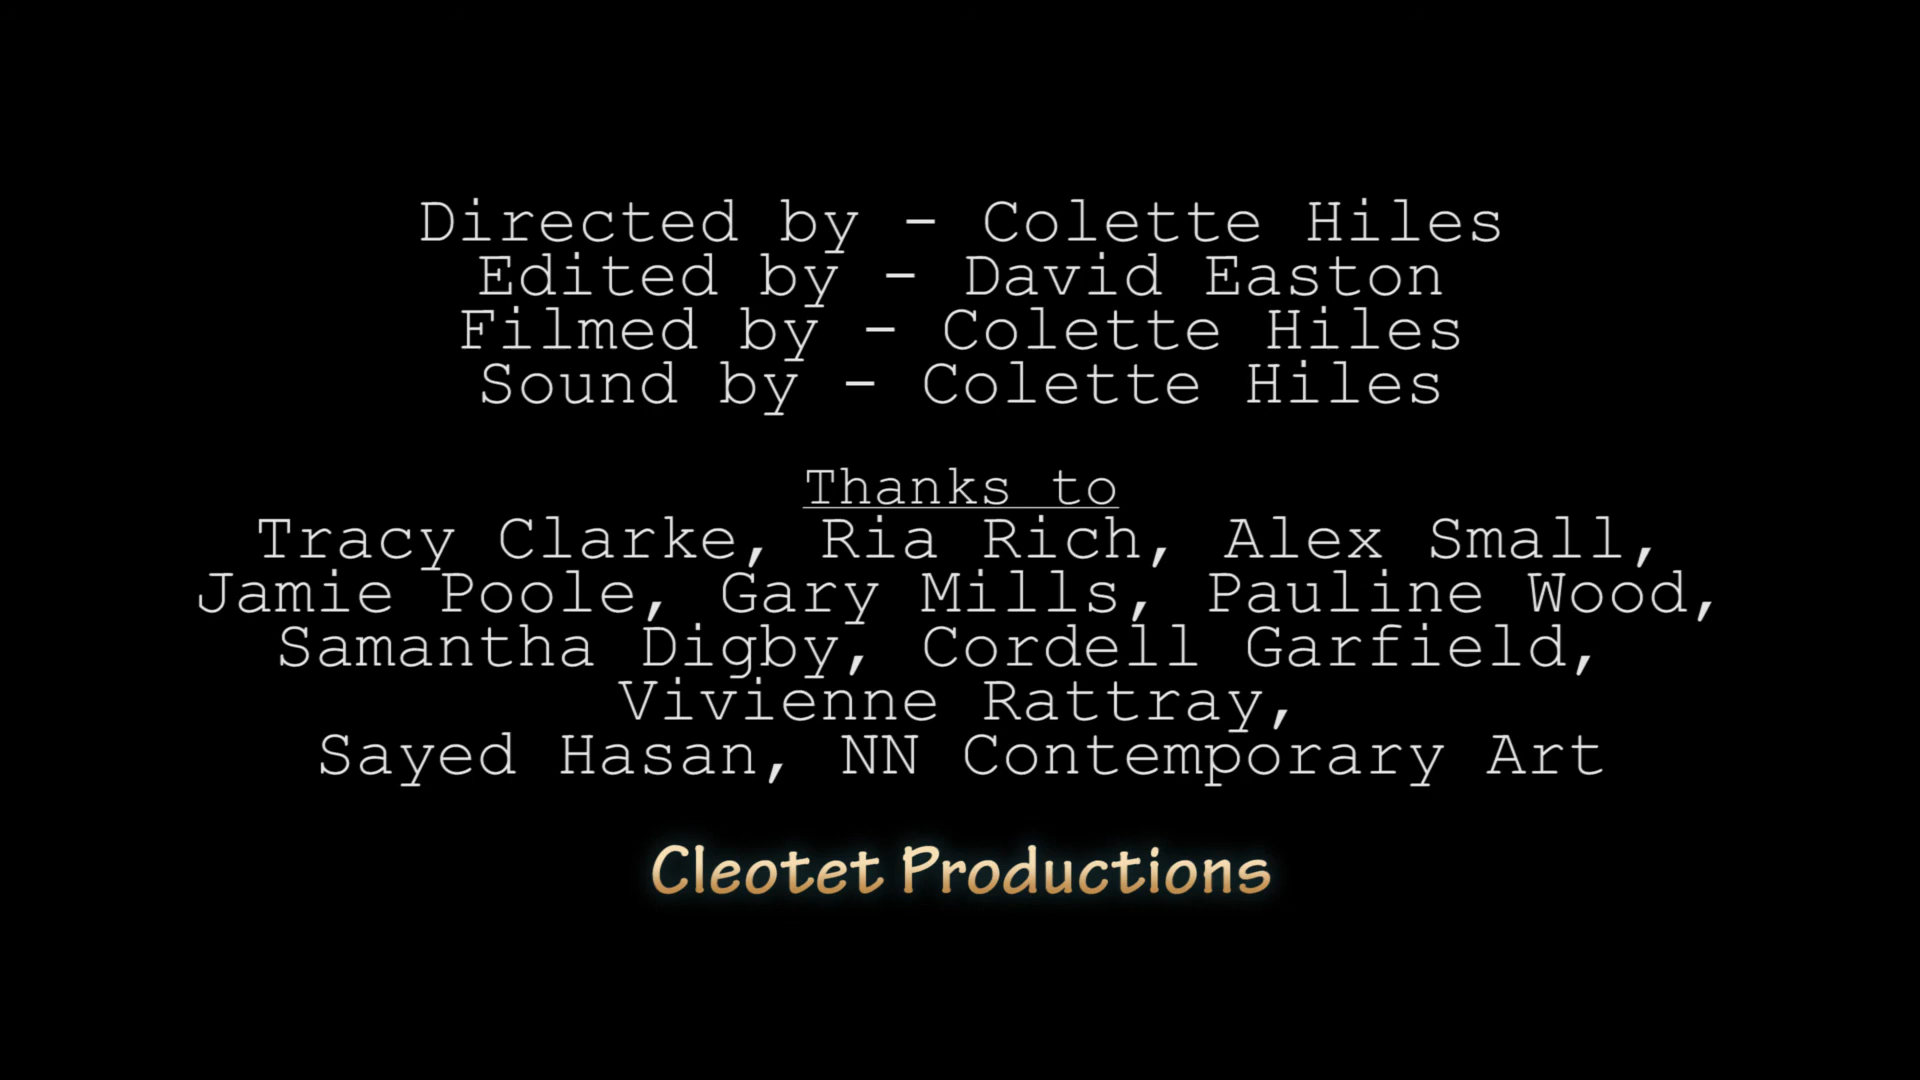 Directed by - Colette Hiles
Edited by - David Easton
Filmed by - Colette Hiles
Sound by - Colette Hiles
Thanks to
Tracy Clarke, Ria Rich, Alex Small,
Jamie Poole, Gary Mills, Pauline Wood,
Samantha Digby, Cordell Garfield,
Vivienne Rattray,
Sayed Hasan, NN Contemporary Art
Cleotet Productions